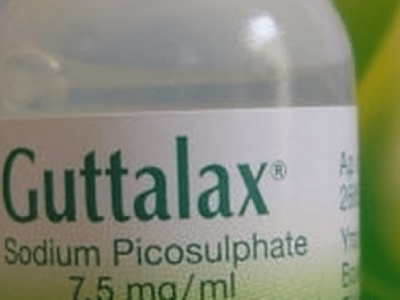 Guttalax®
Sodium Picosulphate
7,5 mg/ml